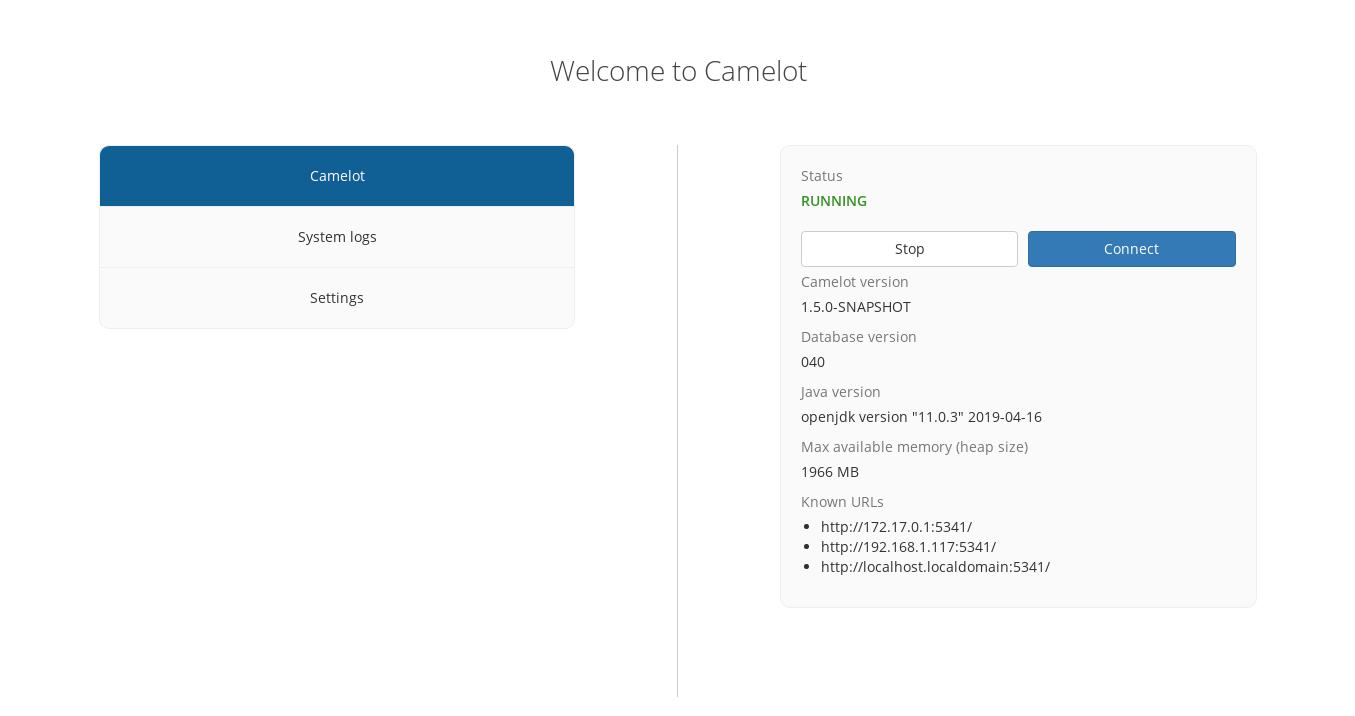 Welcome to Camelot
Camelot
System logs
Settings
Status
RUNNING
Stop
Connect
Camelot version
1.5.0-SNAPSHOT
Database version
040
Java version
openjdk version "11.0.3" 2019-04-16
Max available memory (heap size)
1966 MB
Known URLs
http://172.17.0.1:5341/
http://192.168.1.117:5341/
http://localhost.localdomain:5341/